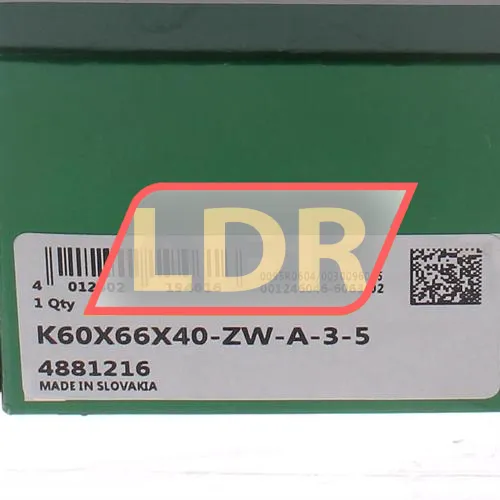 LDR
1 Qty
K60X66X40-ZW-A-3-5
4881216
MADE IN SLOVAKIA